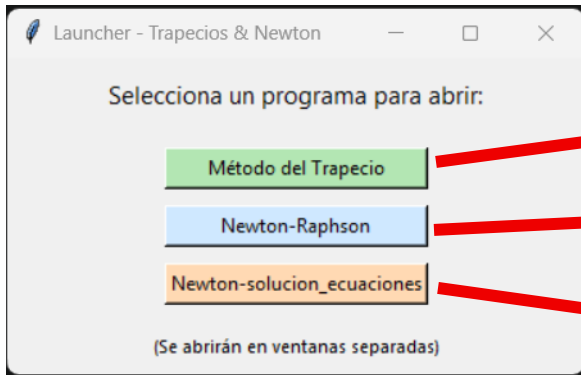 Launcher - Trapecios & Newton
Selecciona un programa para abrir:
Método del Trapecio
Newton-Raphson
Newton-solucion_ecuaciones
(Se abrirán en ventanas separadas)